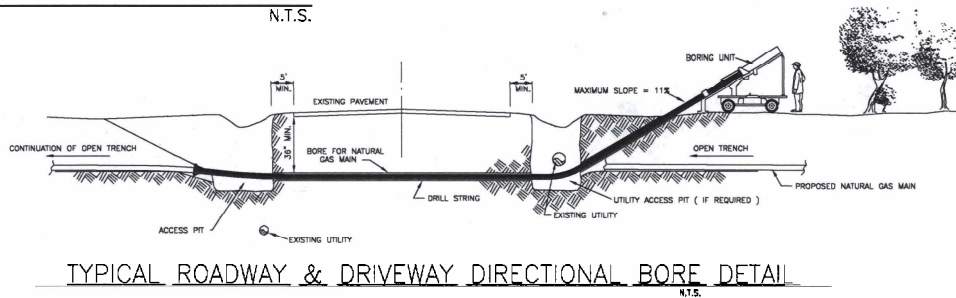 N.T.S.
BORING UNIT
5'
MIN.
5'
MIN.
MAXIMUM SLOPE = 11%
EXISTING PAVEMENT
36" MIN.
CONTINUATION OF OPEN TRENCH
BORE FOR NATURAL
GAS MAIN
OPEN TRENCH
DRILL STRING
PROPOSED NATURAL GAS MAIN
UTILITY ACCESS PIT ( IF REQUIRED )
EXISTING UTILITY
ACCESS PIT
EXISTING UTILITY
TYPICAL ROADWAY & DRIVEWAY DIRECTIONAL BORE DETAIL
N.T.S.